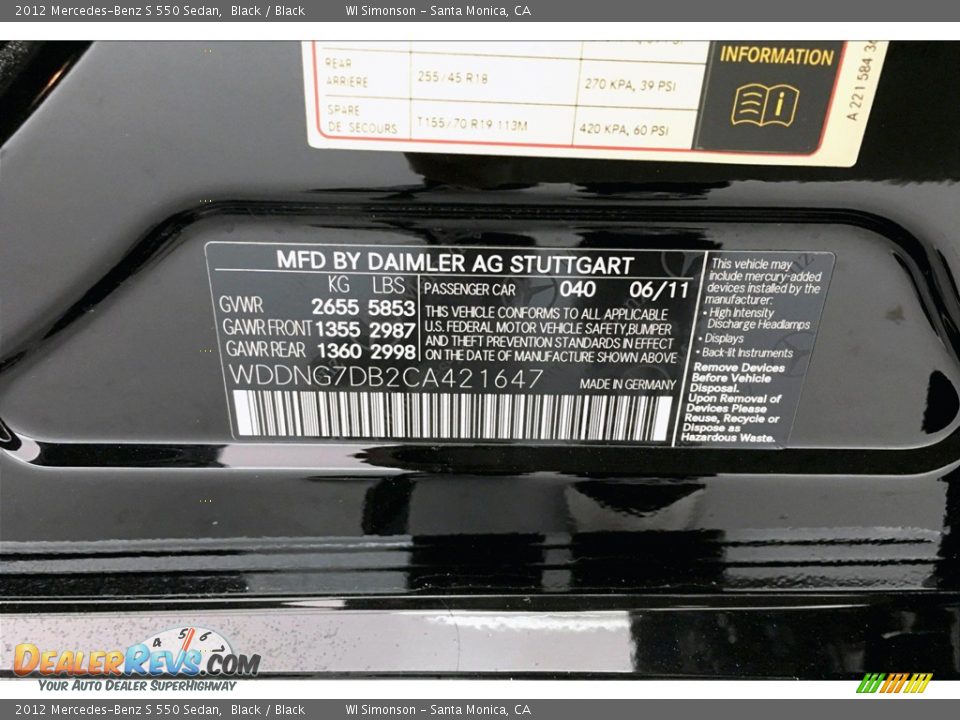 2012 Mercedes-Benz S 550 Sedan, Black / Black WI Simonson - Santa Monica, CA
REAR
ARRIERE
255/45 R18
270 KPA, 39 PSI
SPARE
DE SECOURS
T155/70 R19 113M
420 KPA, 60 PSI
INFORMATION
i
A 221 584 34
MFD BY DAIMLER AG STUTTGART
KG LBS
GVWR 2655 5853
GAWR FRONT 1355 2987
GAWR REAR 1360 2998
PASSENGER CAR 040 06/11
THIS VEHICLE CONFORMS TO ALL APPLICABLE
U.S. FEDERAL MOTOR VEHICLE SAFETY,BUMPER
AND THEFT PREVENTION STANDARDS IN EFFECT
ON THE DATE OF MANUFACTURE SHOWN ABOVE
WDDNG7DB2CA421647
MADE IN GERMANY
This vehicle may
include mercury-added
devices installed by the
manufacturer:
• High Intensity
Discharge Headlamps
• Displays
• Back-lit Instruments
Remove Devices
Before Vehicle
Disposal.
Upon Removal of
Devices Please
Reuse, Recycle or
Dispose as
Hazardous Waste.
4 5 6 7
DEALERREVS.COM
YOUR AUTO DEALER SUPERHIGHWAY
2012 Mercedes-Benz S 550 Sedan, Black / Black WI Simonson - Santa Monica, CA